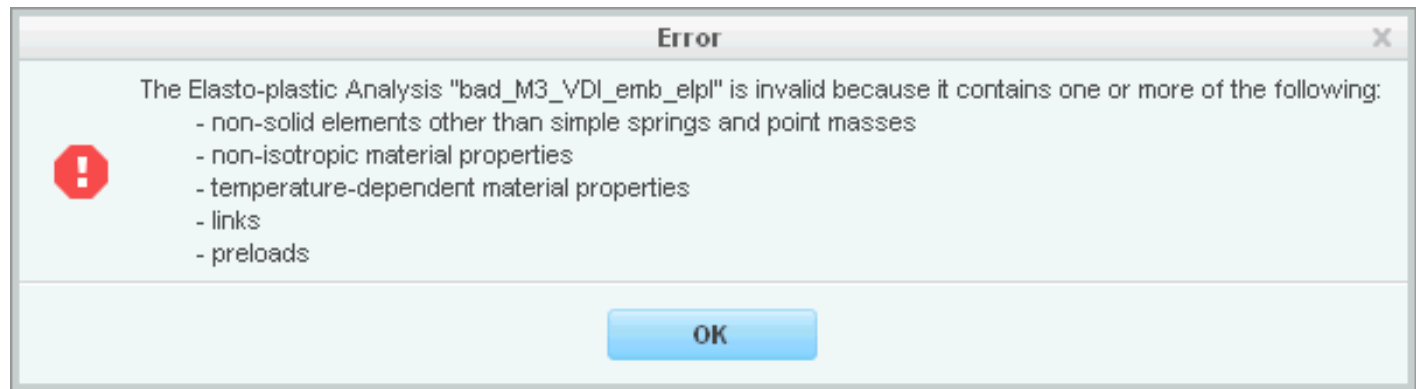 Error
The Elasto-plastic Analysis "bad_M3_VDI_emb_elpl" is invalid because it contains one or more of the following:
- non-solid elements other than simple springs and point masses
- non-isotropic material properties
- temperature-dependent material properties
- links
- preloads
OK